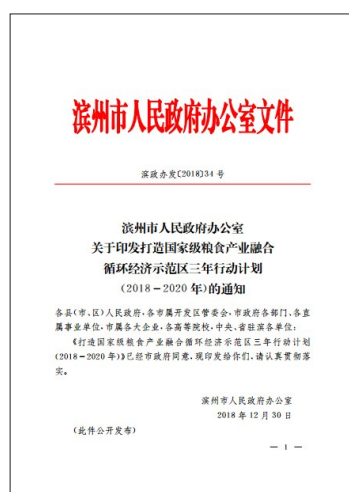 滨州市人民政府办公室文件
滨政办发〔2018〕34号
滨州市人民政府办公室
关于印发打造国家级粮食产业融合
循环经济示范区三年行动计划
(2018-2020年)的通知
各县(市、区)人民政府,各市属开发区管委会,市政府各部门,各直
属事业单位,市属各大企业,各高等院校,中央、省驻滨各单位:
《打造国家级粮食产业融合循环经济示范区三年行动计划
(2018-2020年)》已经市政府同意,现印发给你们,请认真贯彻落
实。
滨州市人民政府办公室
2018年12月30日
(此件公开发布)
— 1 —